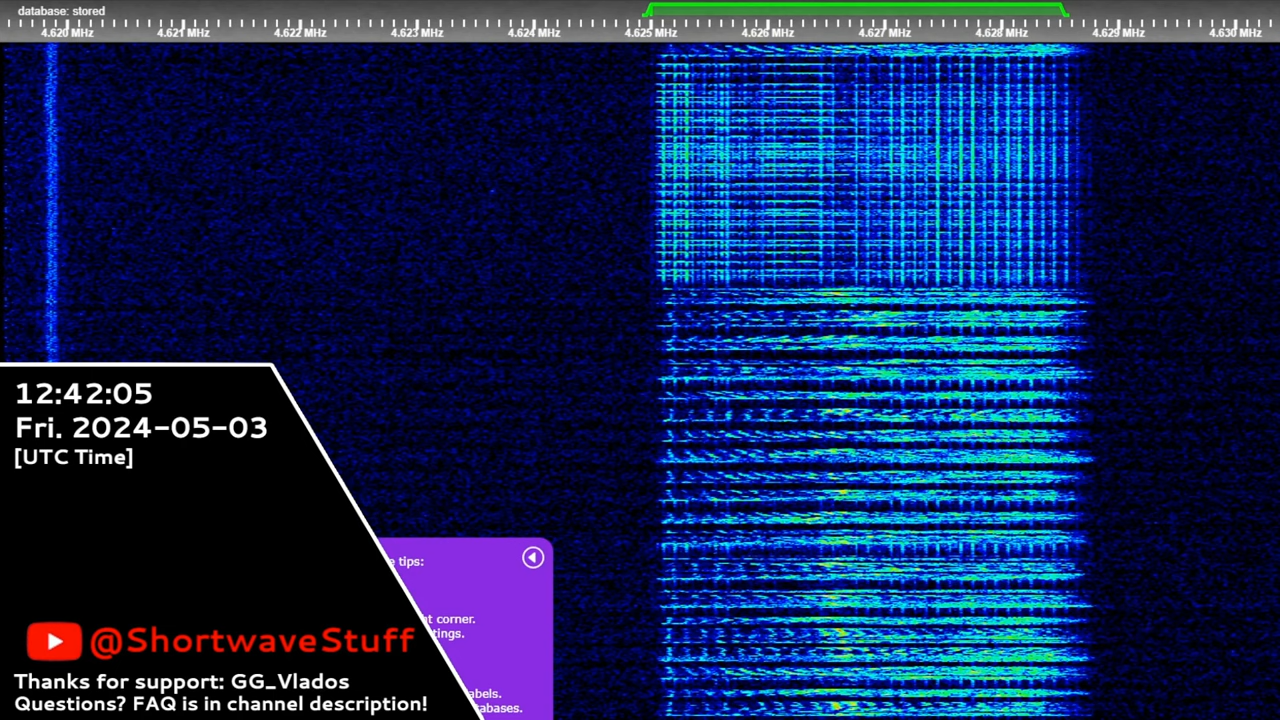 database: stored
4.620 MHz 4.621 MHz 4.622 MHz 4.623 MHz 4.624 MHz 4.625 MHz 4.626 MHz 4.627 MHz 4.628 MHz 4.629 MHz 4.630 MHz
12:42:05
Fri. 2024-05-03
[UTC Time]
e tips:
nt corner.
tings.
abels.
tabases.
@ShortwaveStuff
Thanks for support: GG_Vlados
Questions? FAQ is in channel description!